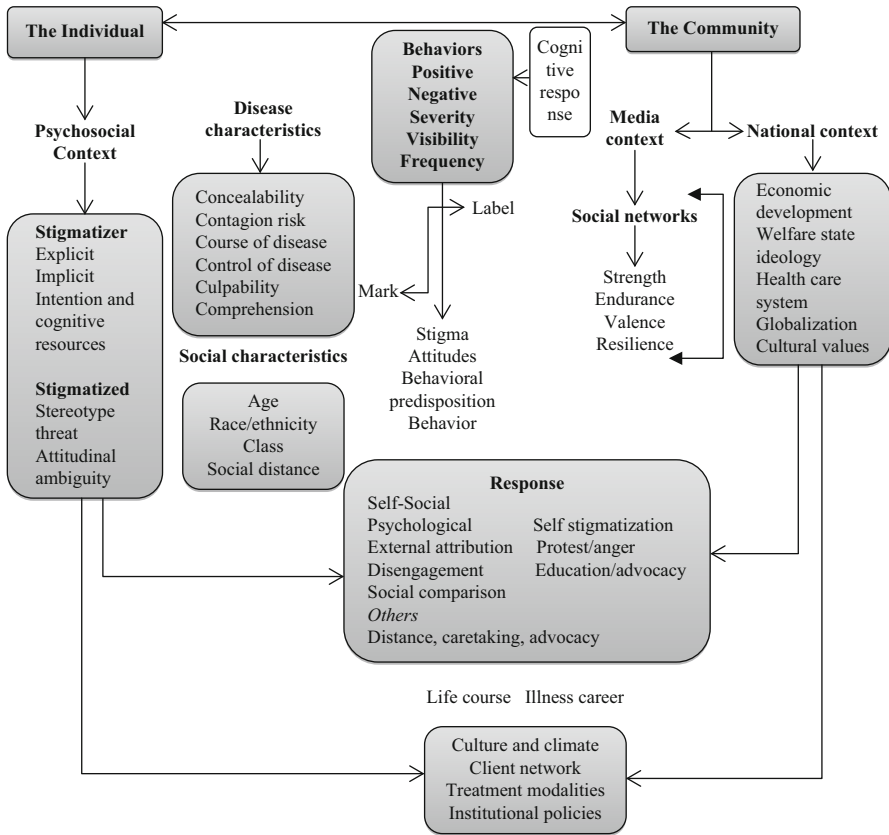 The Individual
The Community
Behaviors
Positive
Negative
Severity
Visibility
Frequency
Cogni
tive
respo
nse
Psychosocial
Context
Disease
characteristics
Media
context
National context
Stigmatizer
Explicit
Implicit
Intention and
cognitive
resources
Stigmatized
Stereotype
threat
Attitudinal
ambiguity
Concealability
Contagion risk
Course of disease
Control of disease
Culpability
Comprehension
Label
Mark
Stigma
Attitudes
Behavioral
predisposition
Behavior
Social networks
Strength
Endurance
Valence
Resilience
Economic
development
Welfare state
ideology
Health care
system
Globalization
Cultural values
Social characteristics
Age
Race/ethnicity
Class
Social distance
Response
Self-Social
Psychological Self stigmatization
External attribution Protest/anger
Disengagement Education/advocacy
Social comparison
Others
Distance, caretaking, advocacy
Life course Illness career
Culture and climate
Client network
Treatment modalities
Institutional policies